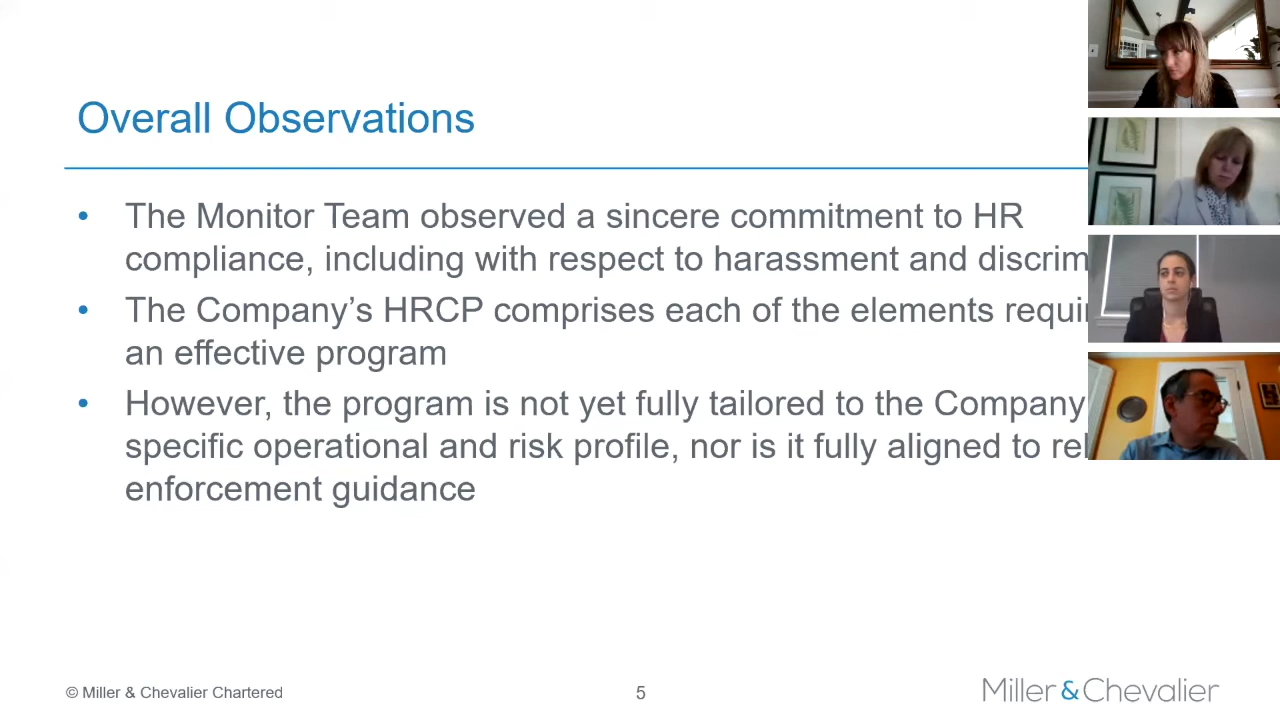 Overall Observations
• The Monitor Team observed a sincere commitment to HR
compliance, including with respect to harassment and
• The Company’s HRCP comprises each of the elements
an effective program
• However, the program is not yet fully tailored to the Company
specific operational and risk profile, nor is it fully aligned to
enforcement guidance
© Miller & Chevalier Chartered
5
Miller&Chevalier